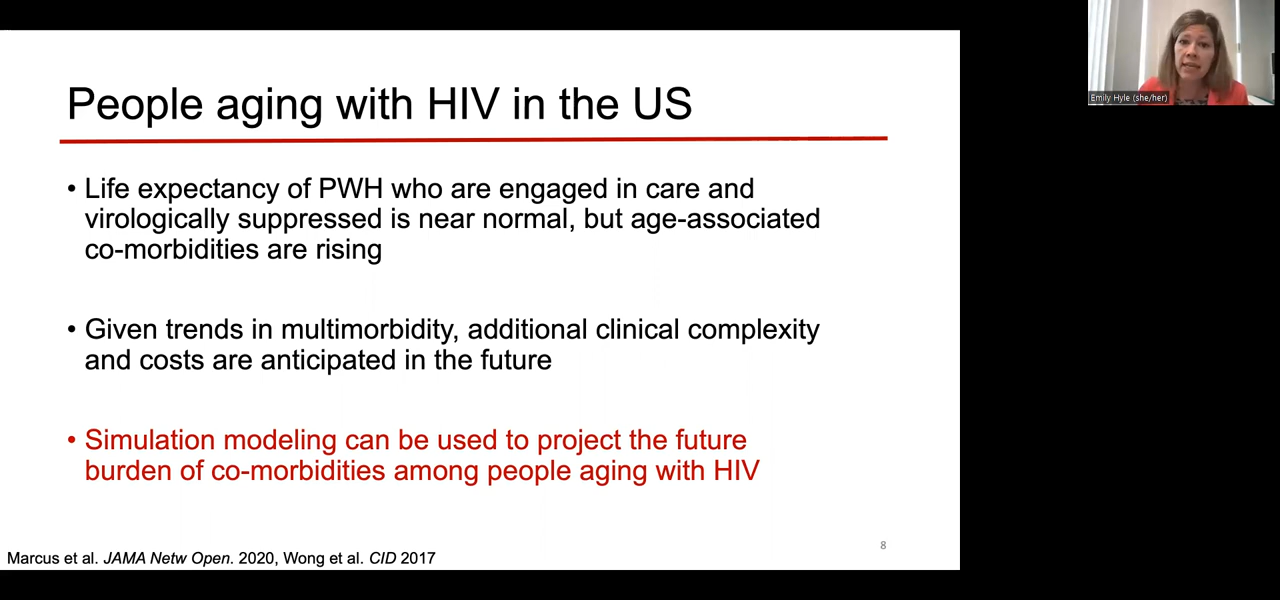 People aging with HIV in the US
• Life expectancy of PWH who are engaged in care and
virologically suppressed is near normal, but age-associated
co-morbidities are rising
• Given trends in multimorbidity, additional clinical complexity
and costs are anticipated in the future
• Simulation modeling can be used to project the future
burden of co-morbidities among people aging with HIV
8
Marcus et al. JAMA Netw Open. 2020, Wong et al. CID 2017
Emily Hyle (she/her)